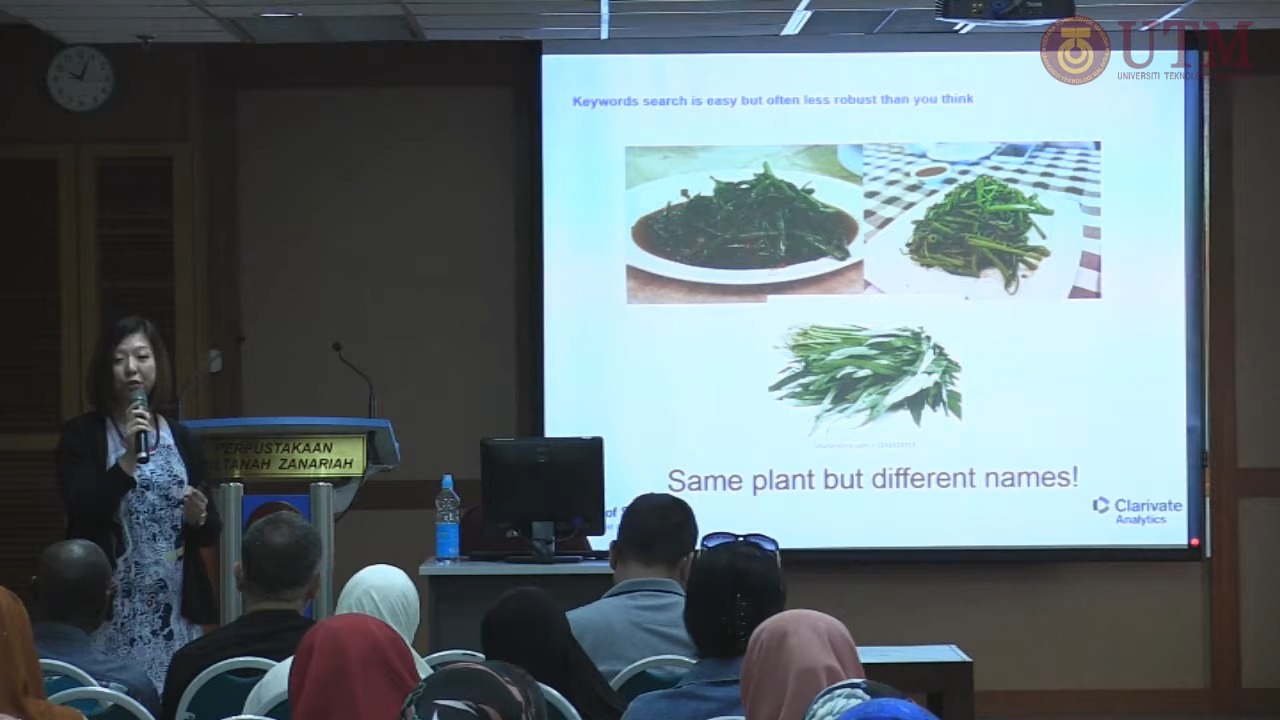 UTM
UNIVERSITI TEKNOLOGI
Keywords search is easy but often less robust than you think
Same plant but different names!
Clarivate
Analytics
of
PERPUSTAKAAN
SULTANAH ZANARIAH